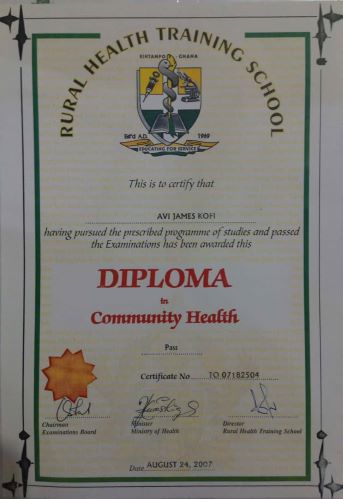 RURAL HEALTH TRAINING SCHOOL
KINTAMPO GHANA
Est'd A.D. 1969
EDUCATING FOR SERVICE
This is to certify that
AVI JAMES KOFI
having pursued the prescribed programme of studies and passed
the Examinations has been awarded this
DIPLOMA
in
Community Health
Pass
Certificate No TO 07182504
Chairman
Examinations Board
Minister
Ministry of Health
Director
Rural Health Training School
Date AUGUST 24, 2007